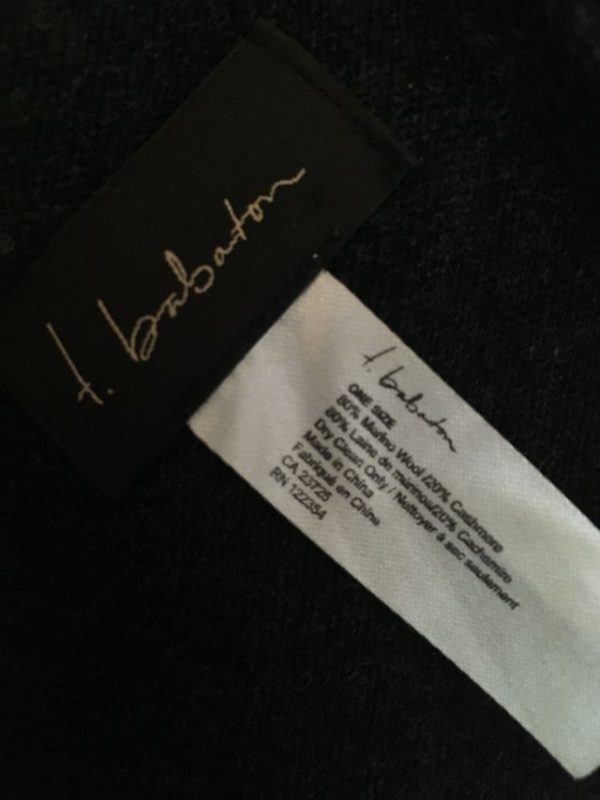 t. babaton
t. babaton
ONE SIZE
80% Merino Wool /20% Cashmere
80% Laine de mérinos/20% Cachemire
Dry Clean Only / Nettoyer à sec seulement
Made in China
Fabriqué en Chine
CA 23725
RN 122354